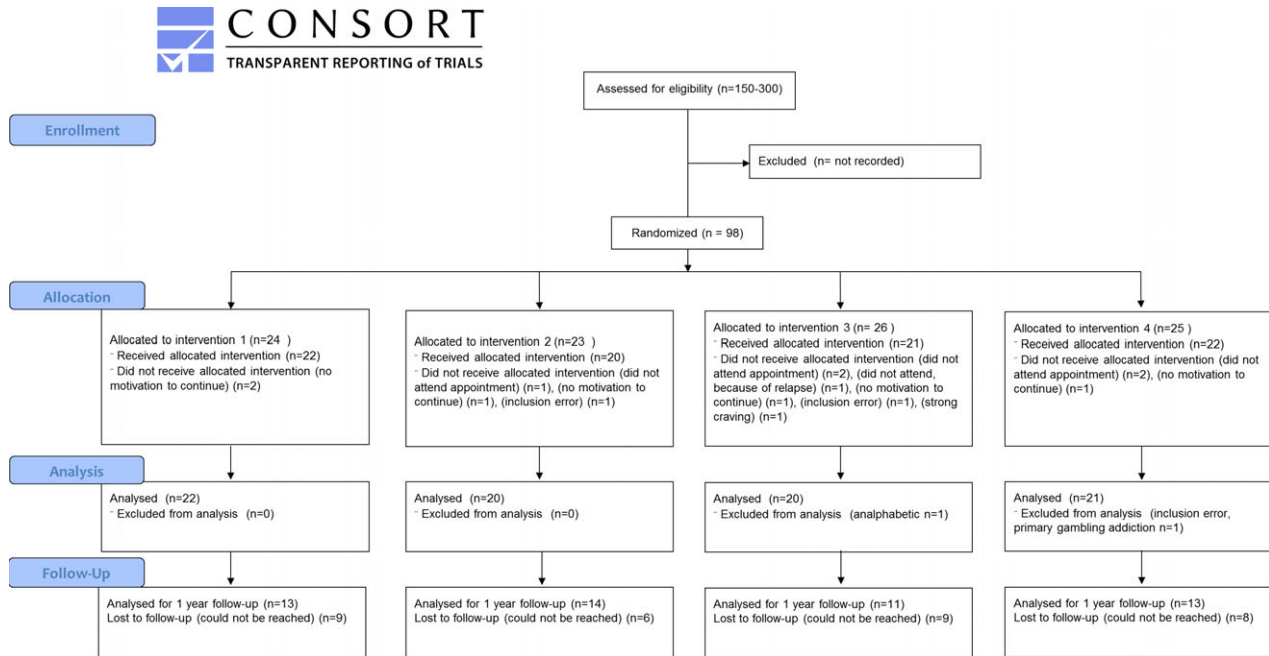 CONSORT
TRANSPARENT REPORTING of TRIALS
Assessed for eligibility (n=150-300)
Enrollment
Excluded (n= not recorded)
Randomized (n = 98)
Allocation
Allocated to intervention 1 (n=24 )
¨ Received allocated intervention (n=22)
¨ Did not receive allocated intervention (no
motivation to continue) (n=2)
Allocated to intervention 2 (n=23 )
¨ Received allocated intervention (n=20)
¨ Did not receive allocated intervention (did not
attend appointment) (n=1), (no motivation to
continue) (n=1), (inclusion error) (n=1)
Allocated to intervention 3 (n= 26 )
¨ Received allocated intervention (n=21)
¨ Did not receive allocated intervention (did not
attend appointment) (n=2), (did not attend,
because of relapse) (n=1), (no motivation to
continue) (n=1), (inclusion error) (n=1), (strong
craving) (n=1)
Allocated to intervention 4 (n=25 )
¨ Received allocated intervention (n=22)
¨ Did not receive allocated intervention (did not
attend appointment) (n=2), (no motivation to
continue) (n=1)
Analysis
Analysed (n=22)
¨ Excluded from analysis (n=0)
Analysed (n=20)
¨ Excluded from analysis (n=0)
Analysed (n=20)
¨ Excluded from analysis (analphabetic n=1)
Analysed (n=21)
¨ Excluded from analysis (inclusion error,
primary gambling addiction n=1)
Follow-Up
Analysed for 1 year follow-up (n=13)
Lost to follow-up (could not be reached) (n=9)
Analysed for 1 year follow-up (n=14)
Lost to follow-up (could not be reached) (n=6)
Analysed for 1 year follow-up (n=11)
Lost to follow-up (could not be reached) (n=9)
Analysed for 1 year follow-up (n=13)
Lost to follow-up (could not be reached) (n=8)